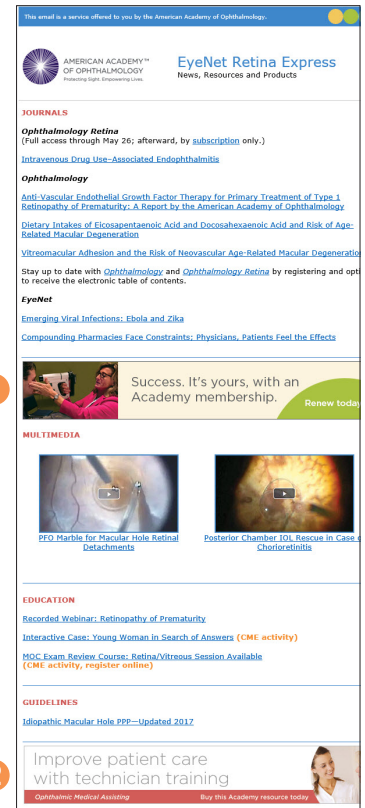 This email is a service offered to you by the American Academy of Ophthalmology.
AMERICAN ACADEMY™
OF OPHTHALMOLOGY
Protecting Sight. Empowering Lives.
EyeNet Retina Express
News, Resources and Products
JOURNALS
Ophthalmology Retina
(Full access through May 26; afterward, by subscription only.)
Intravenous Drug Use–Associated Endophthalmitis
Ophthalmology
Anti-Vascular Endothelial Growth Factor Therapy for Primary Treatment of Type 1
Retinopathy of Prematurity: A Report by the American Academy of Ophthalmology
Dietary Intakes of Eicosapentaenoic Acid and Docosahexaenoic Acid and Risk of Age-
Related Macular Degeneration
Vitreomacular Adhesion and the Risk of Neovascular Age-Related Macular Degeneratio
Stay up to date with Ophthalmology and Ophthalmology Retina by registering and opti
to receive the electronic table of contents.
EyeNet
Emerging Viral Infections: Ebola and Zika
Compounding Pharmacies Face Constraints; Physicians, Patients Feel the Effects
Success. It's yours, with an
Academy membership.
Renew today
MULTIMEDIA
PFO Marble for Macular Hole Retinal
Detachments
Posterior Chamber IOL Rescue in Case
Chorioretinitis
EDUCATION
Recorded Webinar: Retinopathy of Prematurity
Interactive Case: Young Woman in Search of Answers (CME activity)
MOC Exam Review Course: Retina/Vitreous Session Available
(CME activity, register online)
GUIDELINES
Idiopathic Macular Hole PPP—Updated 2017
Improve patient care
with technician training
Ophthalmic Medical Assisting
Buy this Academy resource today